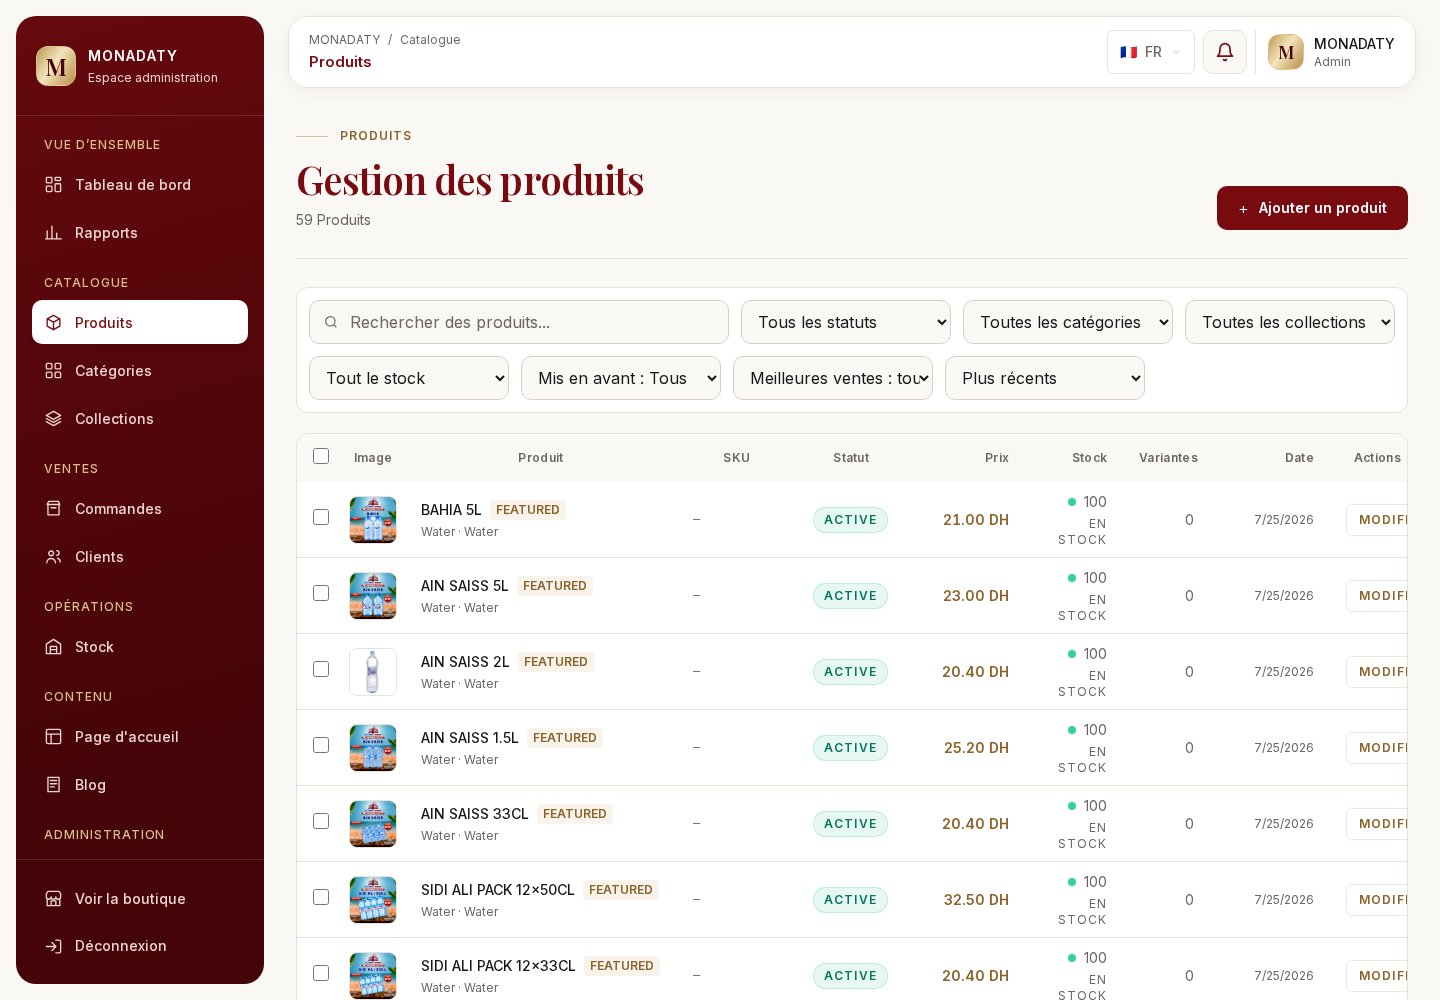 M
MONADATY
Espace administration
VUE D'ENSEMBLE
Tableau de bord
Rapports
CATALOGUE
Produits
Catégories
Collections
VENTES
Commandes
Clients
OPÉRATIONS
Stock
CONTENU
Page d'accueil
Blog
ADMINISTRATION
Voir la boutique
Déconnexion
MONADATY / Catalogue
Produits
FR
M
MONADATY
Admin
PRODUITS
Gestion des produits
59 Produits
+ Ajouter un produit
Rechercher des produits...
Tous les statuts
Toutes les catégories
Toutes les collections
Tout le stock
Mis en avant : Tous
Meilleures ventes : tou
Plus récents
Image Produit SKU Statut Prix Stock Variantes Date Actions
BAHIA 5L FEATURED
Water · Water
– ACTIVE 21.00 DH 100 EN STOCK 0 7/25/2026 MODIFI
AIN SAISS 5L FEATURED
Water · Water
– ACTIVE 23.00 DH 100 EN STOCK 0 7/25/2026 MODIFI
AIN SAISS 2L FEATURED
Water · Water
– ACTIVE 20.40 DH 100 EN STOCK 0 7/25/2026 MODIFI
AIN SAISS 1.5L FEATURED
Water · Water
– ACTIVE 25.20 DH 100 EN STOCK 0 7/25/2026 MODIFI
AIN SAISS 33CL FEATURED
Water · Water
– ACTIVE 20.40 DH 100 EN STOCK 0 7/25/2026 MODIFI
SIDI ALI PACK 12×50CL FEATURED
Water · Water
– ACTIVE 32.50 DH 100 EN STOCK 0 7/25/2026 MODIFI
SIDI ALI PACK 12×33CL FEATURED
Water · Water
– ACTIVE 20.40 DH 100 EN STOCK 0 7/25/2026 MODIFI